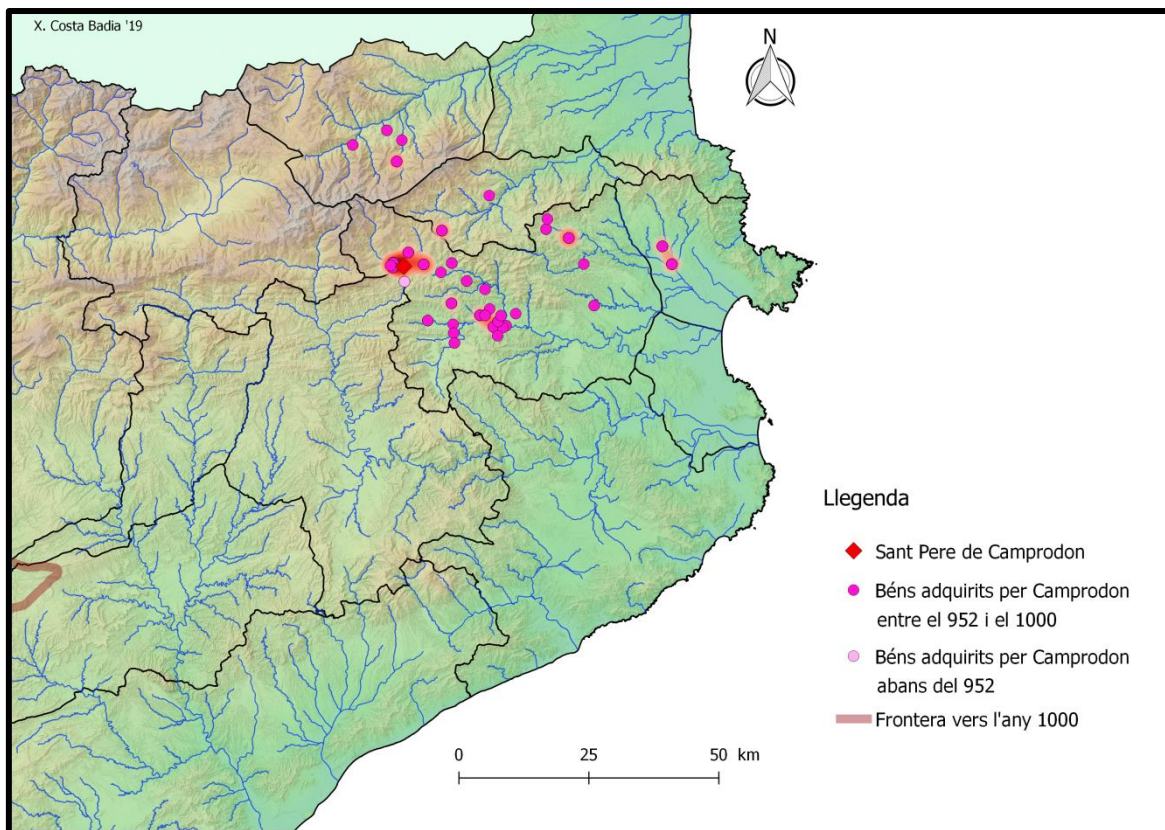 X. Costa Badia '19
N
Llegenda
Sant Pere de Camprodon
Béns adquirits per Camprodon
entre el 952 i el 1000
Béns adquirits per Camprodon
abans del 952
Frontera vers l'any 1000
0 25 50 km